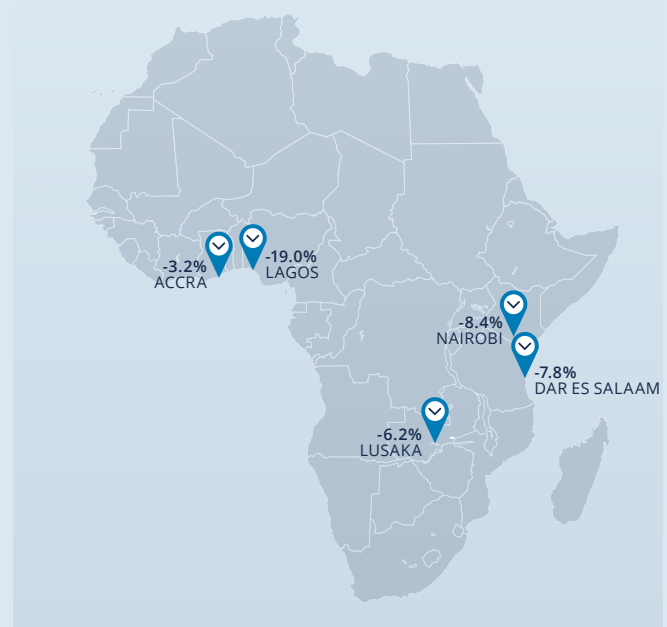 -3.2%
ACCRA
-19.0%
LAGOS
-8.4%
NAIROBI
-7.8%
DAR ES SALAAM
-6.2%
LUSAKA